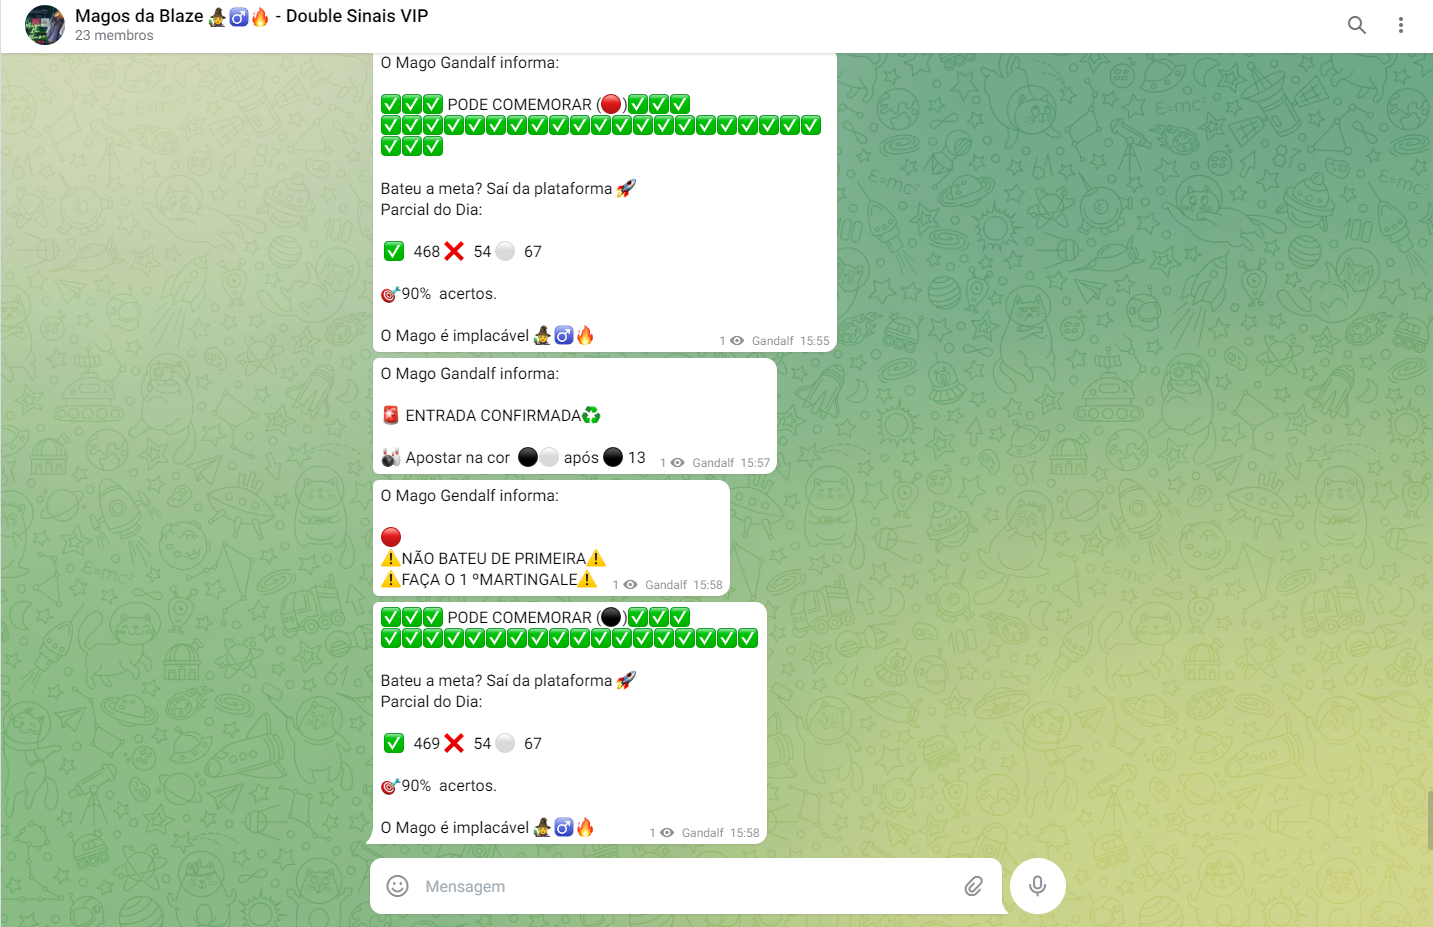 Magos da Blaze 🧙‍♂️🔥 - Double Sinais VIP
23 membros
O Mago Gandalf informa:
✅✅✅ PODE COMEMORAR (🔴)✅✅✅
✅✅✅✅✅✅✅✅✅✅✅✅✅✅✅✅✅✅✅✅✅
✅✅✅
Bateu a meta? Saí da plataforma 🚀
Parcial do Dia:
✅ 468❌ 54⚪ 67
🎯90% acertos.
O Mago é implacável 🧙‍♂️🔥
1 Gandalf 15:55
O Mago Gandalf informa:
🚨 ENTRADA CONFIRMADA♻️
🎳 Apostar na cor ⚫⚪ após ⚫ 13
1 Gandalf 15:57
O Mago Gendalf informa:
🔴
⚠️NÃO BATEU DE PRIMEIRA⚠️
⚠️FAÇA O 1 ºMARTINGALE⚠️
1 Gandalf 15:58
✅✅✅ PODE COMEMORAR (⚫)✅✅✅
✅✅✅✅✅✅✅✅✅✅✅✅✅✅✅✅✅✅
Bateu a meta? Saí da plataforma 🚀
Parcial do Dia:
✅ 469❌ 54⚪ 67
🎯90% acertos.
O Mago é implacável 🧙‍♂️🔥
1 Gandalf 15:58
Mensagem